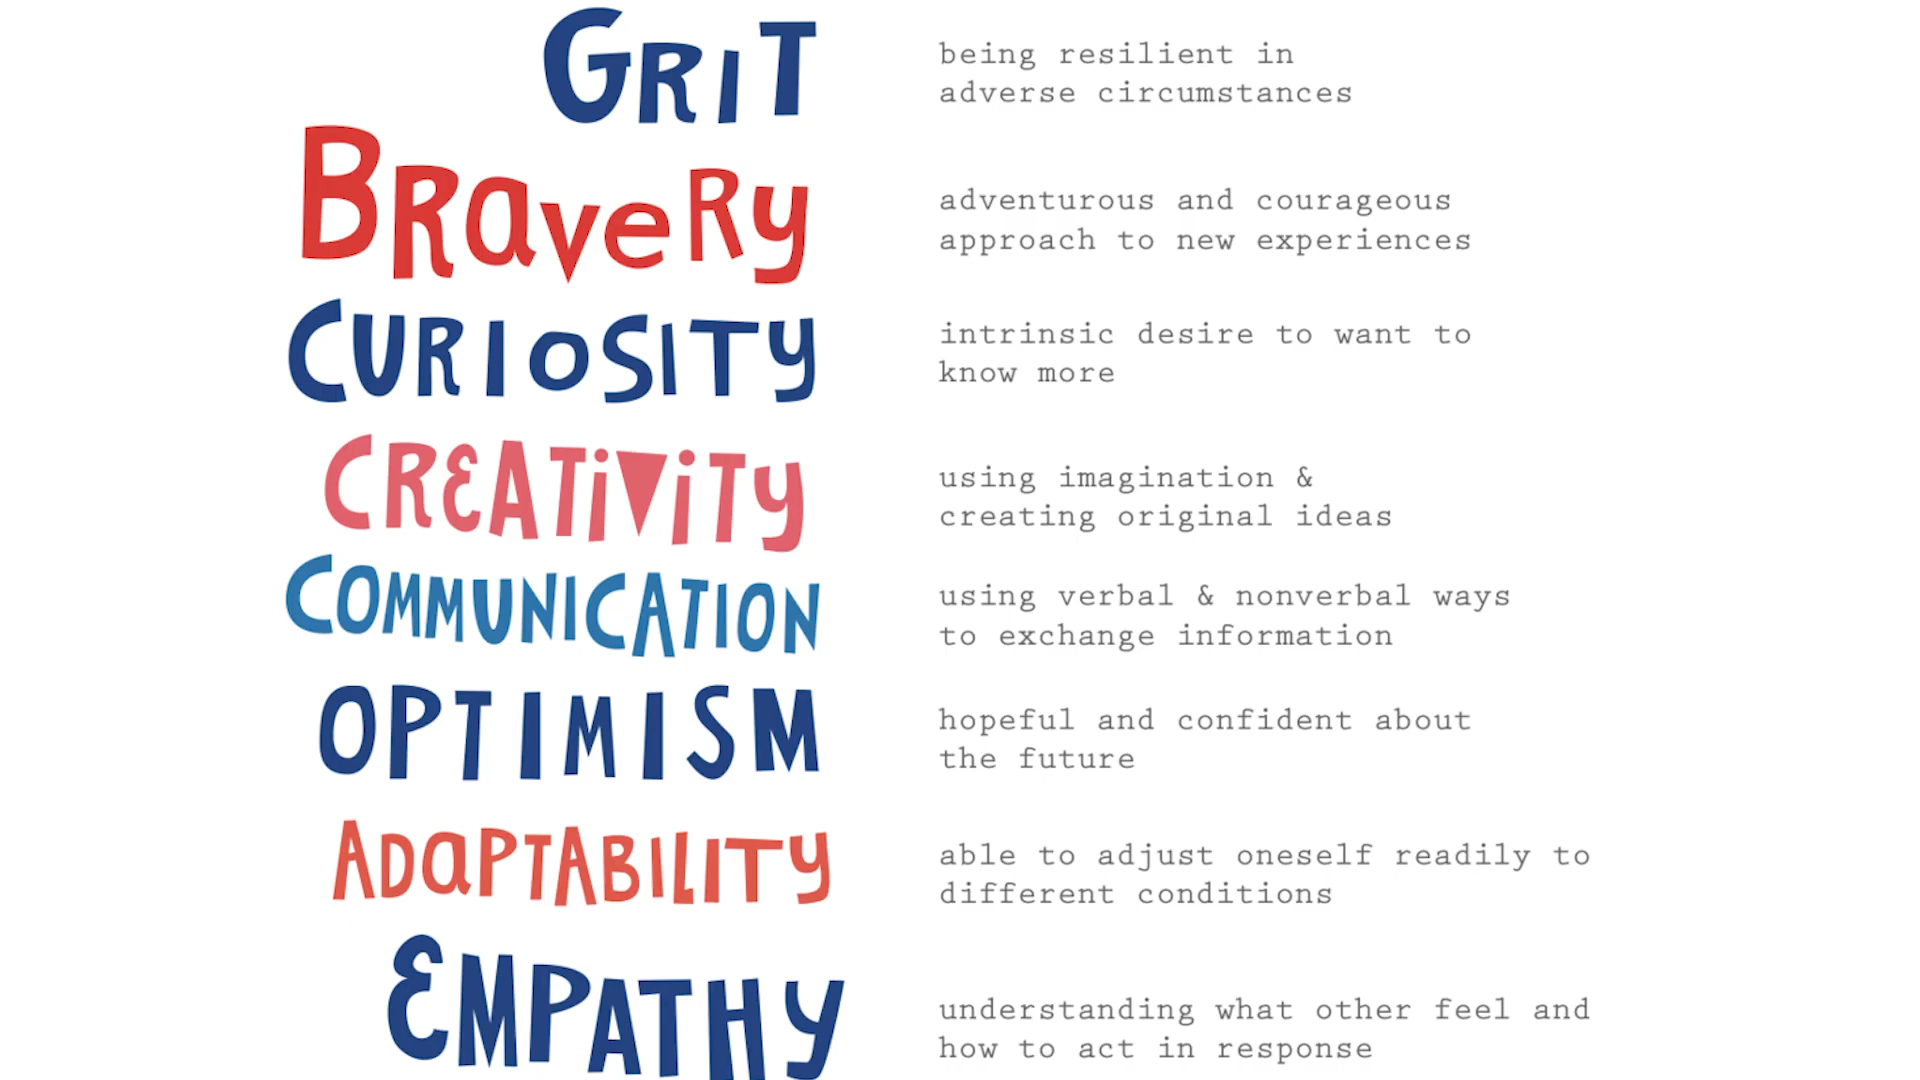 GRIT
being resilient in
adverse circumstances
BRaveRy
adventurous and courageous
approach to new experiences
CURIOSITy
intrinsic desire to want to
know more
CREATiViTy
using imagination &
creating original ideas
COMMUNICATION
using verbal & nonverbal ways
to exchange information
OPTIMISM
hopeful and confident about
the future
ADaPTABILITy
able to adjust oneself readily to
different conditions
EMPATHy
understanding what other feel and
how to act in response